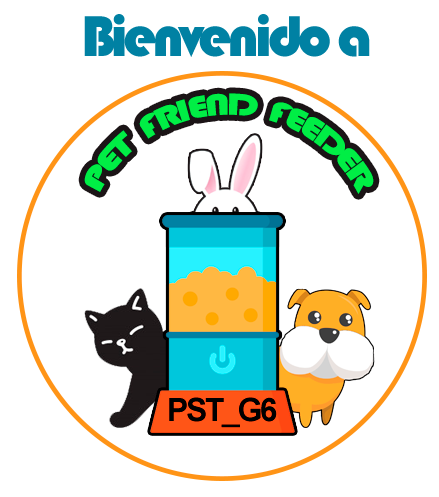 Bienvenido a
PET FRIEND FEEDER
PST_G6